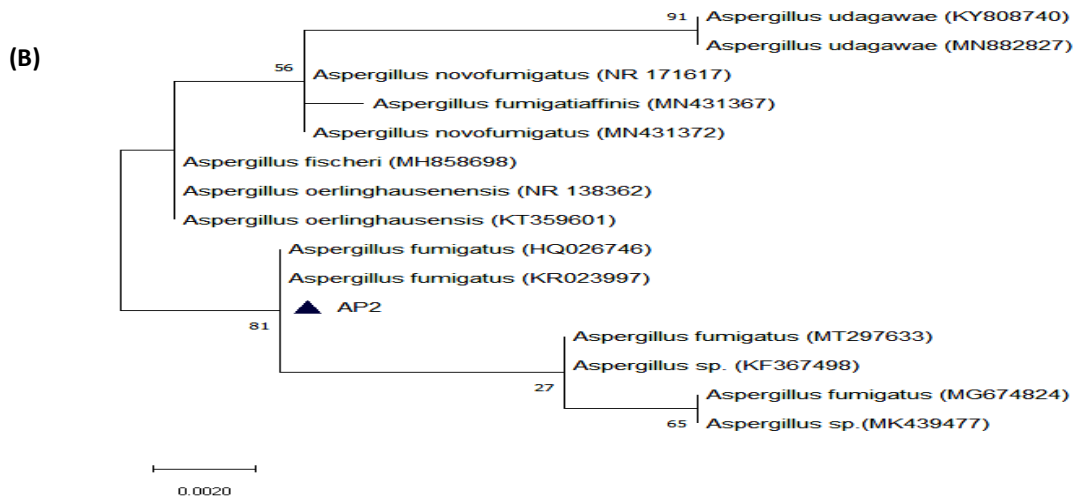 91
Aspergillus udagawae (KY808740)
Aspergillus udagawae (MN882827)
(B)
56
Aspergillus novofumigatus (NR 171617)
Aspergillus fumigatiaffinis (MN431367)
Aspergillus novofumigatus (MN431372)
Aspergillus fischeri (MH858698)
Aspergillus oerlinghausenensis (NR 138362)
Aspergillus oerlinghausensis (KT359601)
Aspergillus fumigatus (HQ026746)
Aspergillus fumigatus (KR023997)
AP2
81
Aspergillus fumigatus (MT297633)
Aspergillus sp. (KF367498)
27
Aspergillus fumigatus (MG674824)
65
Aspergillus sp.(MK439477)
0.0020